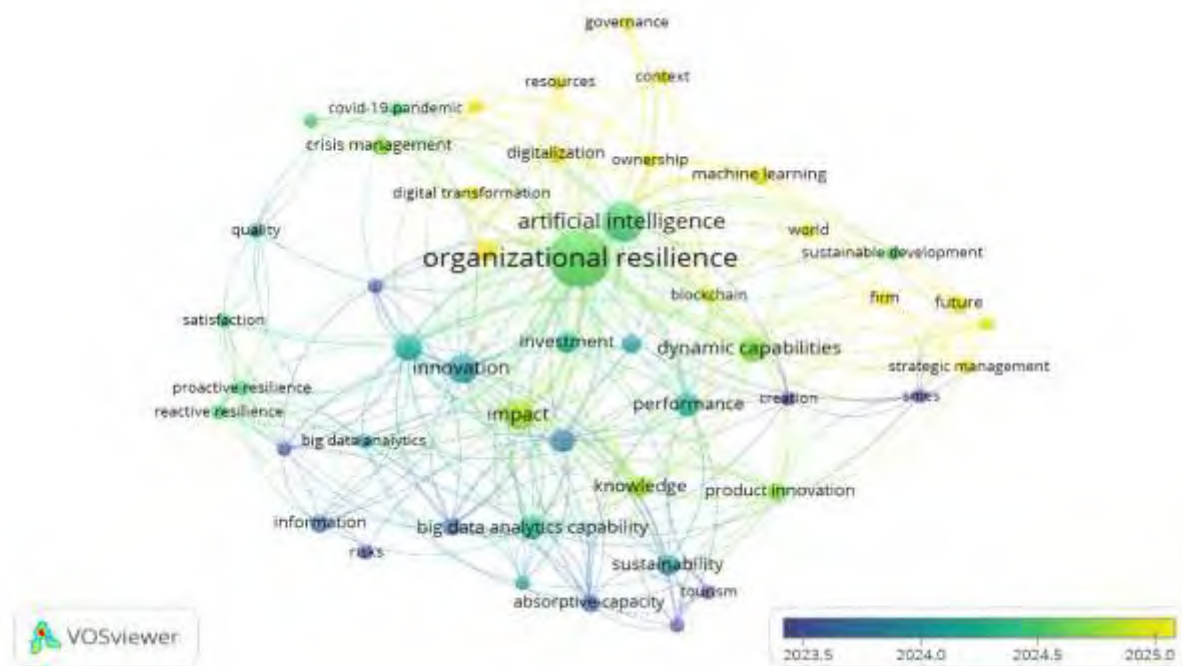 governance
resources
context
covid-19 pandemic
crisis management
digitalization
ownership
machine learning
digital transformation
artificial intelligence
quality
world
organizational resilience
sustainable development
blockchain
firm
future
satisfaction
investment
dynamic capabilities
innovation
strategic management
proactive resilience
creation
smes
reactive resilience
impact
performance
big data analytics
knowledge
product innovation
information
big data analytics capability
risks
sustainability
tourism
absorptive capacity
VOSviewer
2023.5 2024.0 2024.5 2025.0